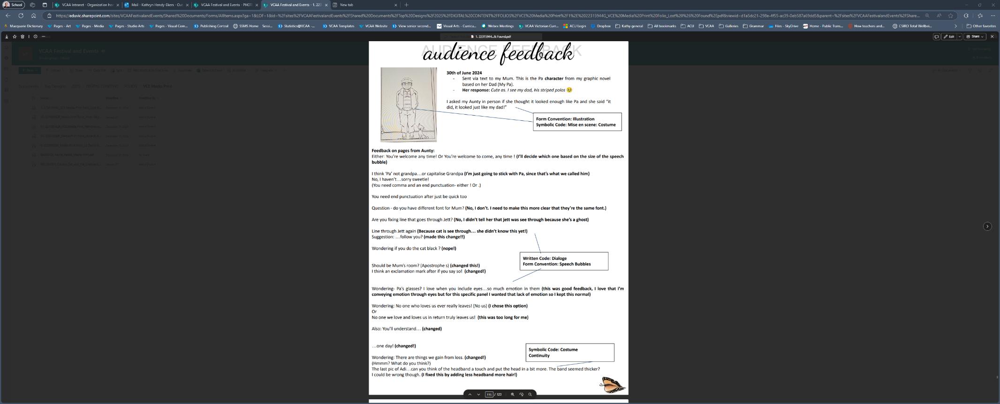 School
VCAA Intranet - Organization ho
Mail - Kathryn Hendy-Ekers - Out
VCAA Festival and Events - PHOT
VCAA Festival and Events - 1. 223
New tab
https://eduvic.sharepoint.com/sites/VCAAFestivalandEvents/Shared%20Documents/Forms/AllItems.aspx?ga=1&LOF=1&id=%2Fsites%2FVCAAFestivalandEvents%2FShared%20Documents%2FTop%20Designs%2F2025%2FDIGITAL%20CONTENT%2FFOLIOS%2FVCE%20Media%20Print%2F1%2E%2022315944G_VCE%20Media%20Print%20Folio_Lost%20%26%20Found%2Epdf&viewid=d1a5dc21-298e-4f55-ac39-0eb587a69dd5&parent=%2Fsites%2FVCAAFestivalandEvents%2FShare...
Macquarie Dictionary
Pages - Art
Pages - Media
Pages - Studio Arts
Pages - Visual Com...
Publishing Central
SSMS Home Sessi...
Statistics@VCAA -...
VCAA Templates
VCAA Website
View senior second...
Visual Arts - Curricu...
Webex Meetings
VCAA Victorian Curr...
ACU Login
Dropbox
Kathy general
All bookmarks
ACU
VCAA
Galleries
Grammar
Files - SkyDrive
Home - Public Trans...
How teachers and...
CSIRO Total Wellbei...
Other favorites
1. 22315944...& Found.pdf
Edit
Share
VCAA Festival and Events
Documents
Top Designs
2025
DIGITAL CONTENT
FOLIOS
VCE Media Print
AUDIENCE FEEDBACK
audience feedback
30th of June 2024
- Sent via text to my Mum. This is the Pa character from my graphic novel
based on her Dad (My Pa).
- Her response: Cute as. I see my dad, his striped polos 🥹
I asked my Aunty in person if she thought it looked enough like Pa and she said “it
did, it looked just like my dad!”
Form Convention: Illustration
Symbolic Code: Mise en scene: Costume
Feedback on pages from Aunty:
Either: You’re welcome any time! Or You’re welcome to come, any time ! (I’ll decide which one based on the size of the speech
bubble)
I think ‘Pa’ not grandpa…or capitalise Grandpa (I’m just going to stick with Pa, since that’s what we called him)
No, I haven’t…sorry sweetie!
(You need comma and an end punctuation- either ! Or .)
You need end punctuation after just be quick too
Question - do you have different font for Mum? (No, I don’t. I need to make this more clear that they’re the same font.)
Are you fixing line that goes through Jett? (No, I didn’t tell her that jett was see through because she’s a ghost)
Line through Jett again (Because cat is see through… she didn’t know this yet!)
Suggestion: …follow you? (made this change!!)
Wondering if you do the cat black ? (nope!)
Written Code: Dialoge
Form Convention: Speech Bubbles
Should be Mum’s room? (Apostrophe s) (changed this!)
I think an exclamation mark after if you say so! (changed!)
Wondering- Pa’s glasses? I love when you include eyes…so much emotion in them (this was good feedback, I love that i’m
conveying emotion through eyes but for this specific panel I wanted that lack of emotion so I kept this normal)
Wondering: No one who loves us ever really leaves! (No us) (I chose this option)
Or
No one we love and loves us in return truly leaves us! (this was too long for me)
Also: You’ll understand… (changed)
…one day! (changed!)
Symbolic Code: Costume
Continuity
Wondering: There are things we gain from loss. (changed!)
(Hmmm? What do you think?)
The last pic of Adi…can you think of the headband a touch and put the head in a bit more. The band seemed thicker?
I could be wrong though. (I fixed this by adding less headband more hair!)
115 / 123